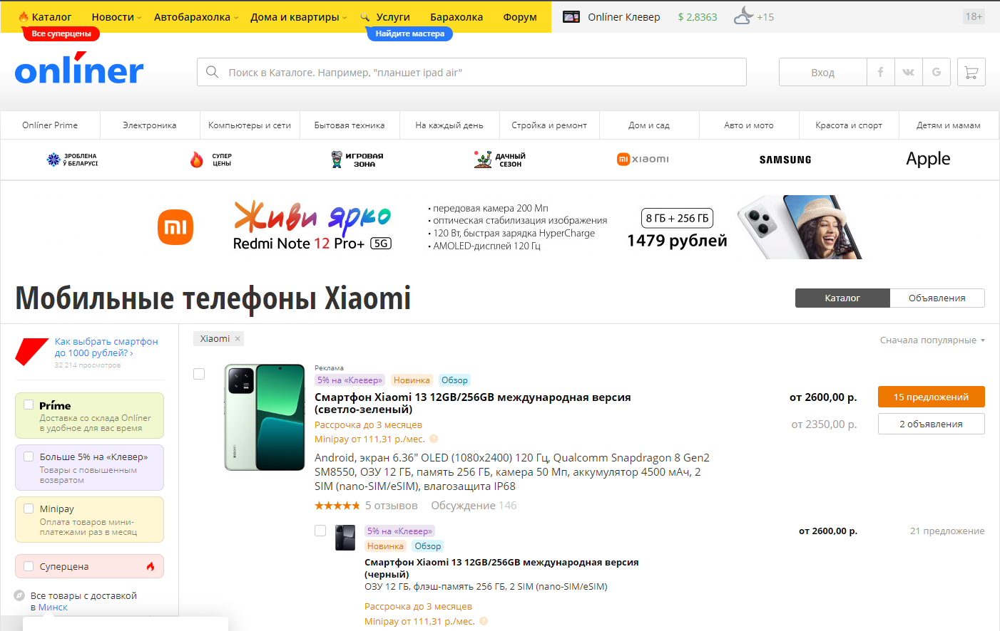 Каталог
Новости
Автобарахолка
Дома и квартиры
Услуги
Барахолка
Форум
Onlíner Клевер
$ 2,8363
+15
18+
Все суперцены
Найдите мастера
onlíner
Поиск в Каталоге. Например, "планшет ipad air"
Вход
Onlíner Prime
Электроника
Компьютеры и сети
Бытовая техника
На каждый день
Стройка и ремонт
Дом и сад
Авто и мото
Красота и спорт
Детям и мамам
ЗРОБЛЕНА
Ў БЕЛАРУСІ
СУПЕР
ЦЕНЫ
ИГРОВАЯ
ЗОНА
ДАЧНЫЙ
СЕЗОН
mi xiaomi
SAMSUNG
Apple
mi
Живи ярко
Redmi Note 12 Pro+ 5G
• передовая камера 200 Мп
• оптическая стабилизация изображения
• 120 Вт, быстрая зарядка HyperCharge
• AMOLED-дисплей 120 Гц
8 ГБ + 256 ГБ
1479 рублей
Мобильные телефоны Xiaomi
Каталог
Объявления
Как выбрать смартфон
до 1000 рублей? ›
32 214 просмотров
Príme
Доставка со склада Onlíner
в удобное для вас время
Больше 5% на «Клевер»
Товары с повышенным
возвратом
Minipay
Оплата товаров мини-
платежами раз в месяц
Суперцена
Все товары с доставкой
в Минск
Xiaomi ×
Сначала популярные
Реклама
5% на «Клевер»
Новинка
Обзор
Смартфон Xiaomi 13 12GB/256GB международная версия
(светло-зеленый)
Рассрочка до 3 месяцев
Minipay от 111,31 р./мес. ?
Android, экран 6.36" OLED (1080x2400) 120 Гц, Qualcomm Snapdragon 8 Gen2
SM8550, ОЗУ 12 ГБ, память 256 ГБ, камера 50 Мп, аккумулятор 4500 мАч, 2
SIM (nano-SIM/eSIM), влагозащита IP68
5 отзывов
Обсуждение 146
от 2600,00 р.
15 предложений
от 2350,00 р.
2 объявления
5% на «Клевер»
Новинка
Обзор
Смартфон Xiaomi 13 12GB/256GB международная версия
(черный)
ОЗУ 12 ГБ, флэш-память 256 ГБ, 2 SIM (nano-SIM/eSIM)
Рассрочка до 3 месяцев
Minipay от 111,31 р./мес. ?
от 2600,00 р.
21 предложение